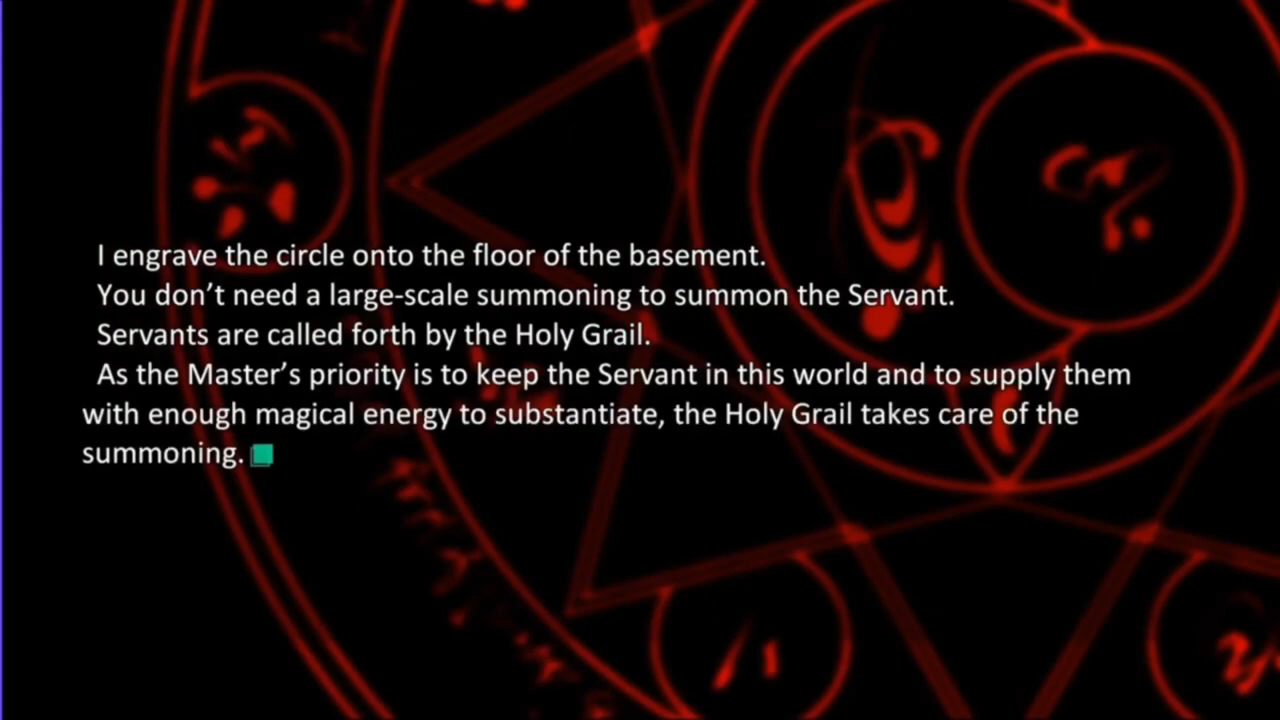 I engrave the circle onto the floor of the basement.
You don’t need a large-scale summoning to summon the Servant.
Servants are called forth by the Holy Grail.
As the Master’s priority is to keep the Servant in this world and to supply them
with enough magical energy to substantiate, the Holy Grail takes care of the
summoning.